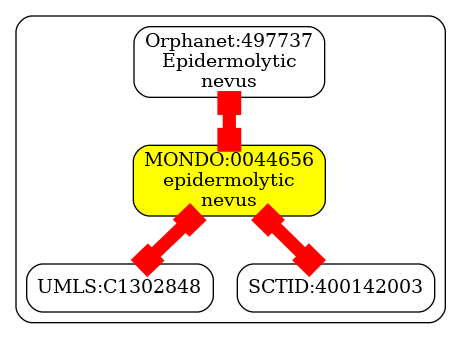 Orphanet:497737
Epidermolytic
nevus
MONDO:0044656
epidermolytic
nevus
UMLS:C1302848
SCTID:400142003